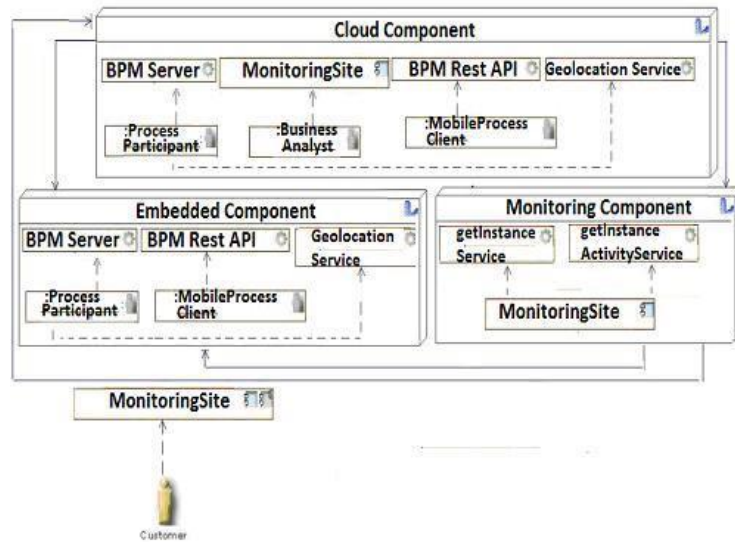 Cloud Component
BPM Server
MonitoringSite
BPM Rest API
Geolocation Service
:Process
Participant
:Business
Analyst
:MobileProcess
Client
Embedded Component
BPM Server
BPM Rest API
Geolocation
Service
:Process
Participant
:MobileProcess
Client
Monitoring Component
getInstance
Service
getInstance
ActivityService
MonitoringSite
MonitoringSite
Customer